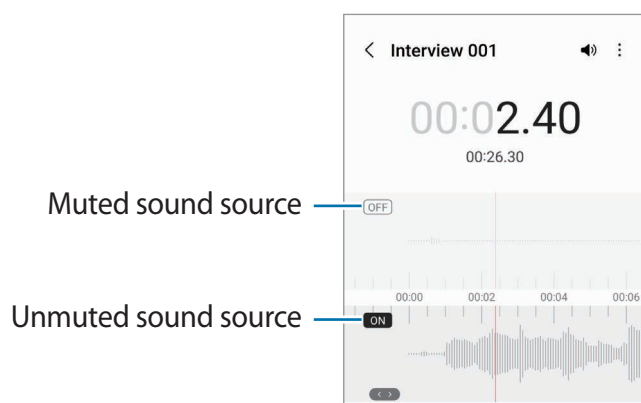 Interview 001
00:02.40
00:26.30
Muted sound source
OFF
00:00 00:02 00:04 00:06
Unmuted sound source
ON